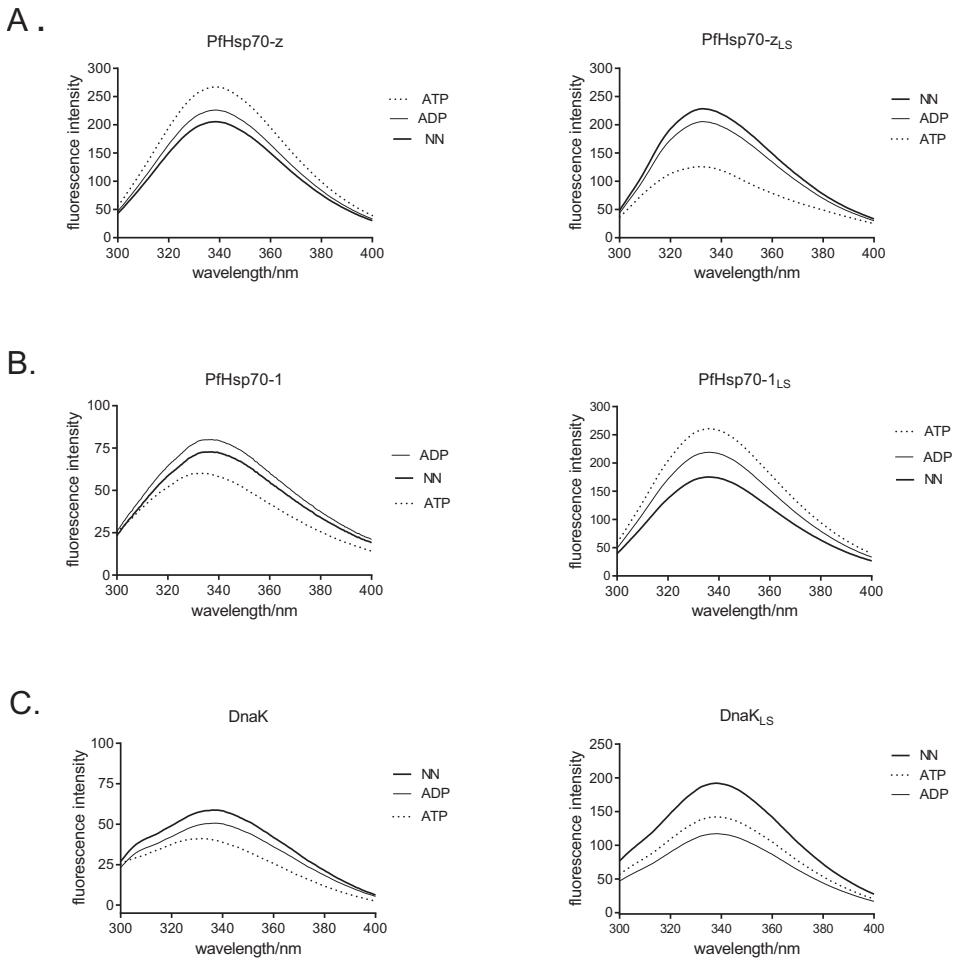 A.
PfHsp70-z
fluorescence intensity
300
250
200
150
100
50
0
300 320 340 360 380 400
wavelength/nm
ATP
ADP
NN
PfHsp70-zLS
fluorescence intensity
300
250
200
150
100
50
0
300 320 340 360 380 400
wavelength/nm
NN
ADP
ATP
B.
PfHsp70-1
fluorescence intensity
100
75
50
25
0
300 320 340 360 380 400
wavelength/nm
ADP
NN
ATP
PfHsp70-1LS
fluorescence intensity
300
250
200
150
100
50
0
300 320 340 360 380 400
wavelength/nm
ATP
ADP
NN
C.
DnaK
fluorescence intensity
100
75
50
25
0
300 320 340 360 380 400
wavelength/nm
NN
ADP
ATP
DnaKLS
fluorescence intensity
250
200
150
100
50
0
300 320 340 360 380 400
wavelength/nm
NN
ATP
ADP